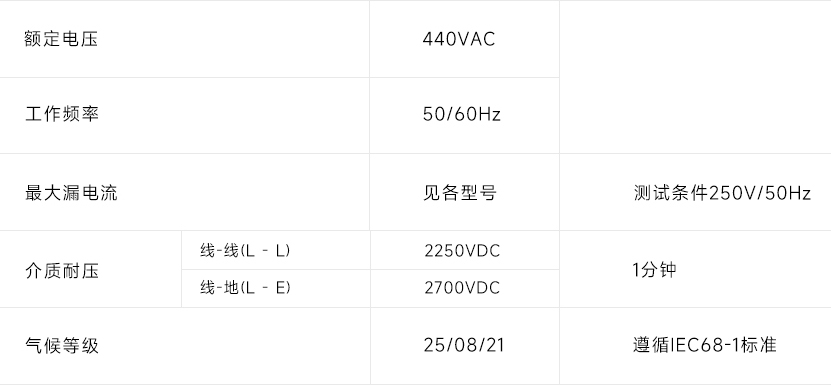 额定电压 440VAC
工作频率 50/60Hz
最大漏电流 见各型号 测试条件250V/50Hz
介质耐压 线-线(L - L) 2250VDC 1分钟
线-地(L - E) 2700VDC
气候等级 25/08/21 遵循IEC68-1标准